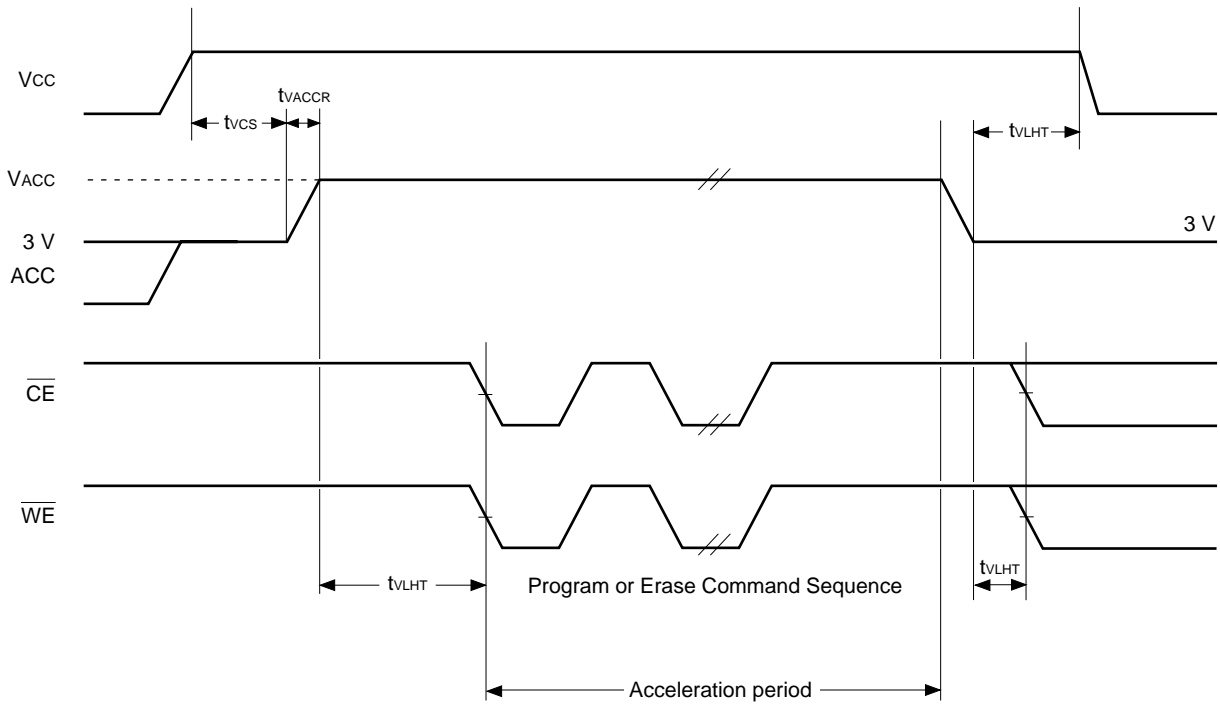 VCC
tVACCR
tVCS
tVLHT
VACC
3 V
3 V
ACC
CE
WE
tVLHT
Program or Erase Command Sequence
tVLHT
Acceleration period